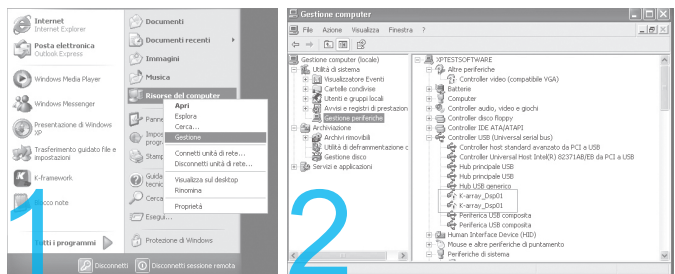 Internet
Internet Explorer
Posta elettronica
Outlook Express
Windows Media Player
Windows Messenger
Presentazione di Windows
XP
Trasferimento guidato file e
impostazioni
K-framework
Blocco note
Tutti i programmi
Documenti
Documenti recenti
Immagini
Musica
Risorse del computer
Apri
Esplora
Cerca...
Gestione
Connetti unità di rete...
Disconnetti unità di rete...
Visualizza sul desktop
Rinomina
Proprietà
Panne
Impos
progr
Stamp
Guida
tecnic
Cerca
Esegui...
Protezione di Windows
Disconnetti
Disconnetti sessione remota
1
Gestione computer
File Azione Visualizza Finestra ?
Gestione computer (locale)
Utilità di sistema
Visualizzatore Eventi
Cartelle condivise
Utenti e gruppi locali
Avvisi e registri di prestazion
Gestione periferiche
Archiviazione
Archivi rimovibili
Utilità di deframmentazione c
Gestione disco
Servizi e applicazioni
XPTESTSOFTWARE
Altre periferiche
Controller video (compatibile VGA)
Batterie
Computer
Controller audio, video e giochi
Controller disco floppy
Controller IDE ATA/ATAPI
Controller USB (Universal serial bus)
Controller host standard avanzato da PCI a USB
Controller Universal Host Intel(R) 82371AB/EB da PCI a USB
Hub principale USB
Hub principale USB
Hub USB generico
K-array_Dsp01
K-array_Dsp01
Periferica USB composita
Periferica USB composita
Human Interface Device (HID)
Mouse e altre periferiche di puntamento
Periferiche di sistema
2